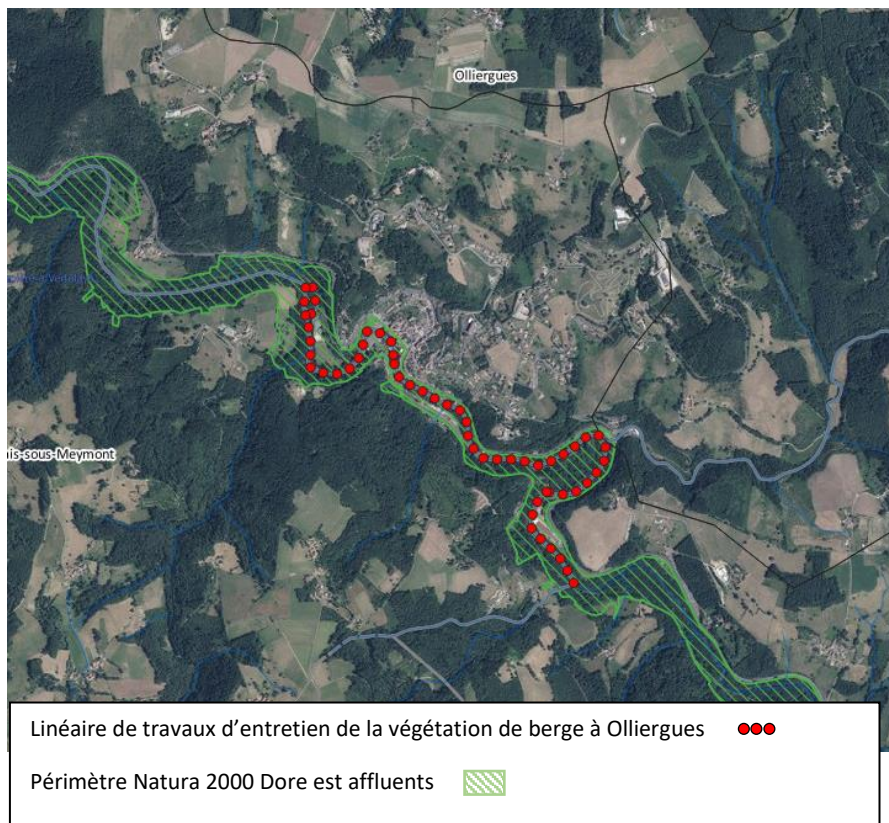 Olliergues
is-sous-Meymont
Linéaire de travaux d'entretien de la végétation de berge à Olliergues
Périmètre Natura 2000 Dore est affluents